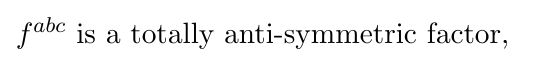 $f^{abc}$ is a totally anti-symmetric factor,